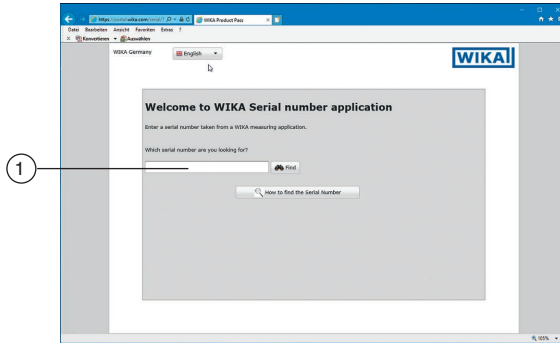 https://portal.wika.com/serial/?
WIKA Product Pass
Datei Bearbeiten Ansicht Favoriten Extras ?
Konvertieren Auswählen
WIKA Germany
English
WIKA
Welcome to WIKA Serial number application
Enter a serial number taken from a WIKA measuring application.
Which serial number are you looking for?
1
Find
How to find the Serial Number
105%